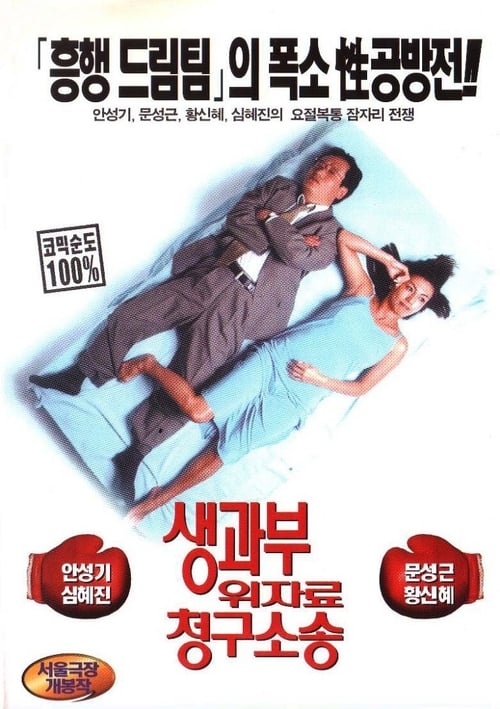 「흥행 드림팀」의 폭소 性공방전!!
안성기, 문성근, 황신혜, 심혜진의 요절복통 잠자리 전쟁
코믹순도
100%
생과부
위자료
청구소송
안성기
심혜진
문성근
황신혜
서울극장
개봉작